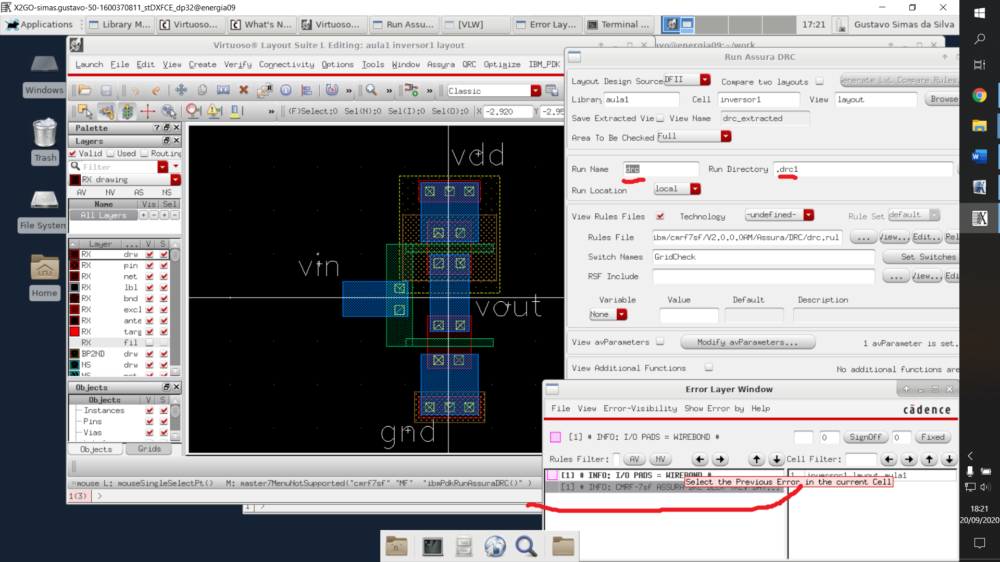 X2GO-simas.gustavo-50-1600370811_stDXFCE_dp32@energia09
Applications
Library M...
Virtuoso...
What's N...
Virtuoso...
Run Assu...
[VLW]
Error Lay...
Terminal ...
17:21
Gustavo Simas da Silva
Windows
Trash
File System
Home
Virtuoso® Layout Suite L Editing: aula1 inversor1 layout
avo@energia09:~/work
Launch File Edit View Create Verify Connectivity Options Tools Window Assura QRC Optimize IBM_PDK
Classic
(F)Select:0 Sel(N):0 Sel(I):0 Sel(O):0 X -2.920 Y -2.95
Palette
Layers
Valid Used Routing
Filter
RX drawing
AV NV AS NS
Name Vis Sel
All Layers + - + -
Layer ... V S
RX drw
RX pin
RX net
RX lbl
RX bnd
RX excl
RX ante
RX targ
RX fil
BP2ND drw
NS drw
NS net
Objects
Objects V S
Instances
Pins
Vias
Objects Grids
vdd
vin
vout
gnd
mouse L: mouseSingleSelectPt() M: master7MenuNotSupported("cmrf7sf" "MF" "ibmPdkRunAssuraDRC()" )
1(3) >
1 >
Run Assura DRC
Layout Design Source DFII Compare two layouts Generate LvL Compare Rules.
Library aula1 Cell inversor1 View layout Browse
Save Extracted Vie View Name drc_extracted
Area To Be Checked Full
Run Name drc Run Directory .drc1
Run Location local
View Rules Files Technology -undefined- Rule Set default
Rules File ibm/cmrf7sf/V2.0.0.0AM/Assura/DRC/drc.rul ... View... Edit.. Rel
Switch Names GridCheck Set Switches
RSF Include ... View... Edi
Variable Value Default Description
None
View avParameters Modify avParameters... 1 avParameter is set.
View Additional Functions No additional functions are
Error Layer Window
File View Error-Visibility Show Error by Help
cādence
[1] # INFO: I/O PADS = WIREBOND # 0 SignOff 0 Fixed
Rules Filter: AV NV Cell Filter:
[1] # INFO: I/O PADS = WIREBOND # 1 inversor1 layout aula1
Select the Previous Error in the current Cell
[1] # INFO: CMRF-7sf ASSURA DRC DECK (REV DAT...
18:21
20/09/2020